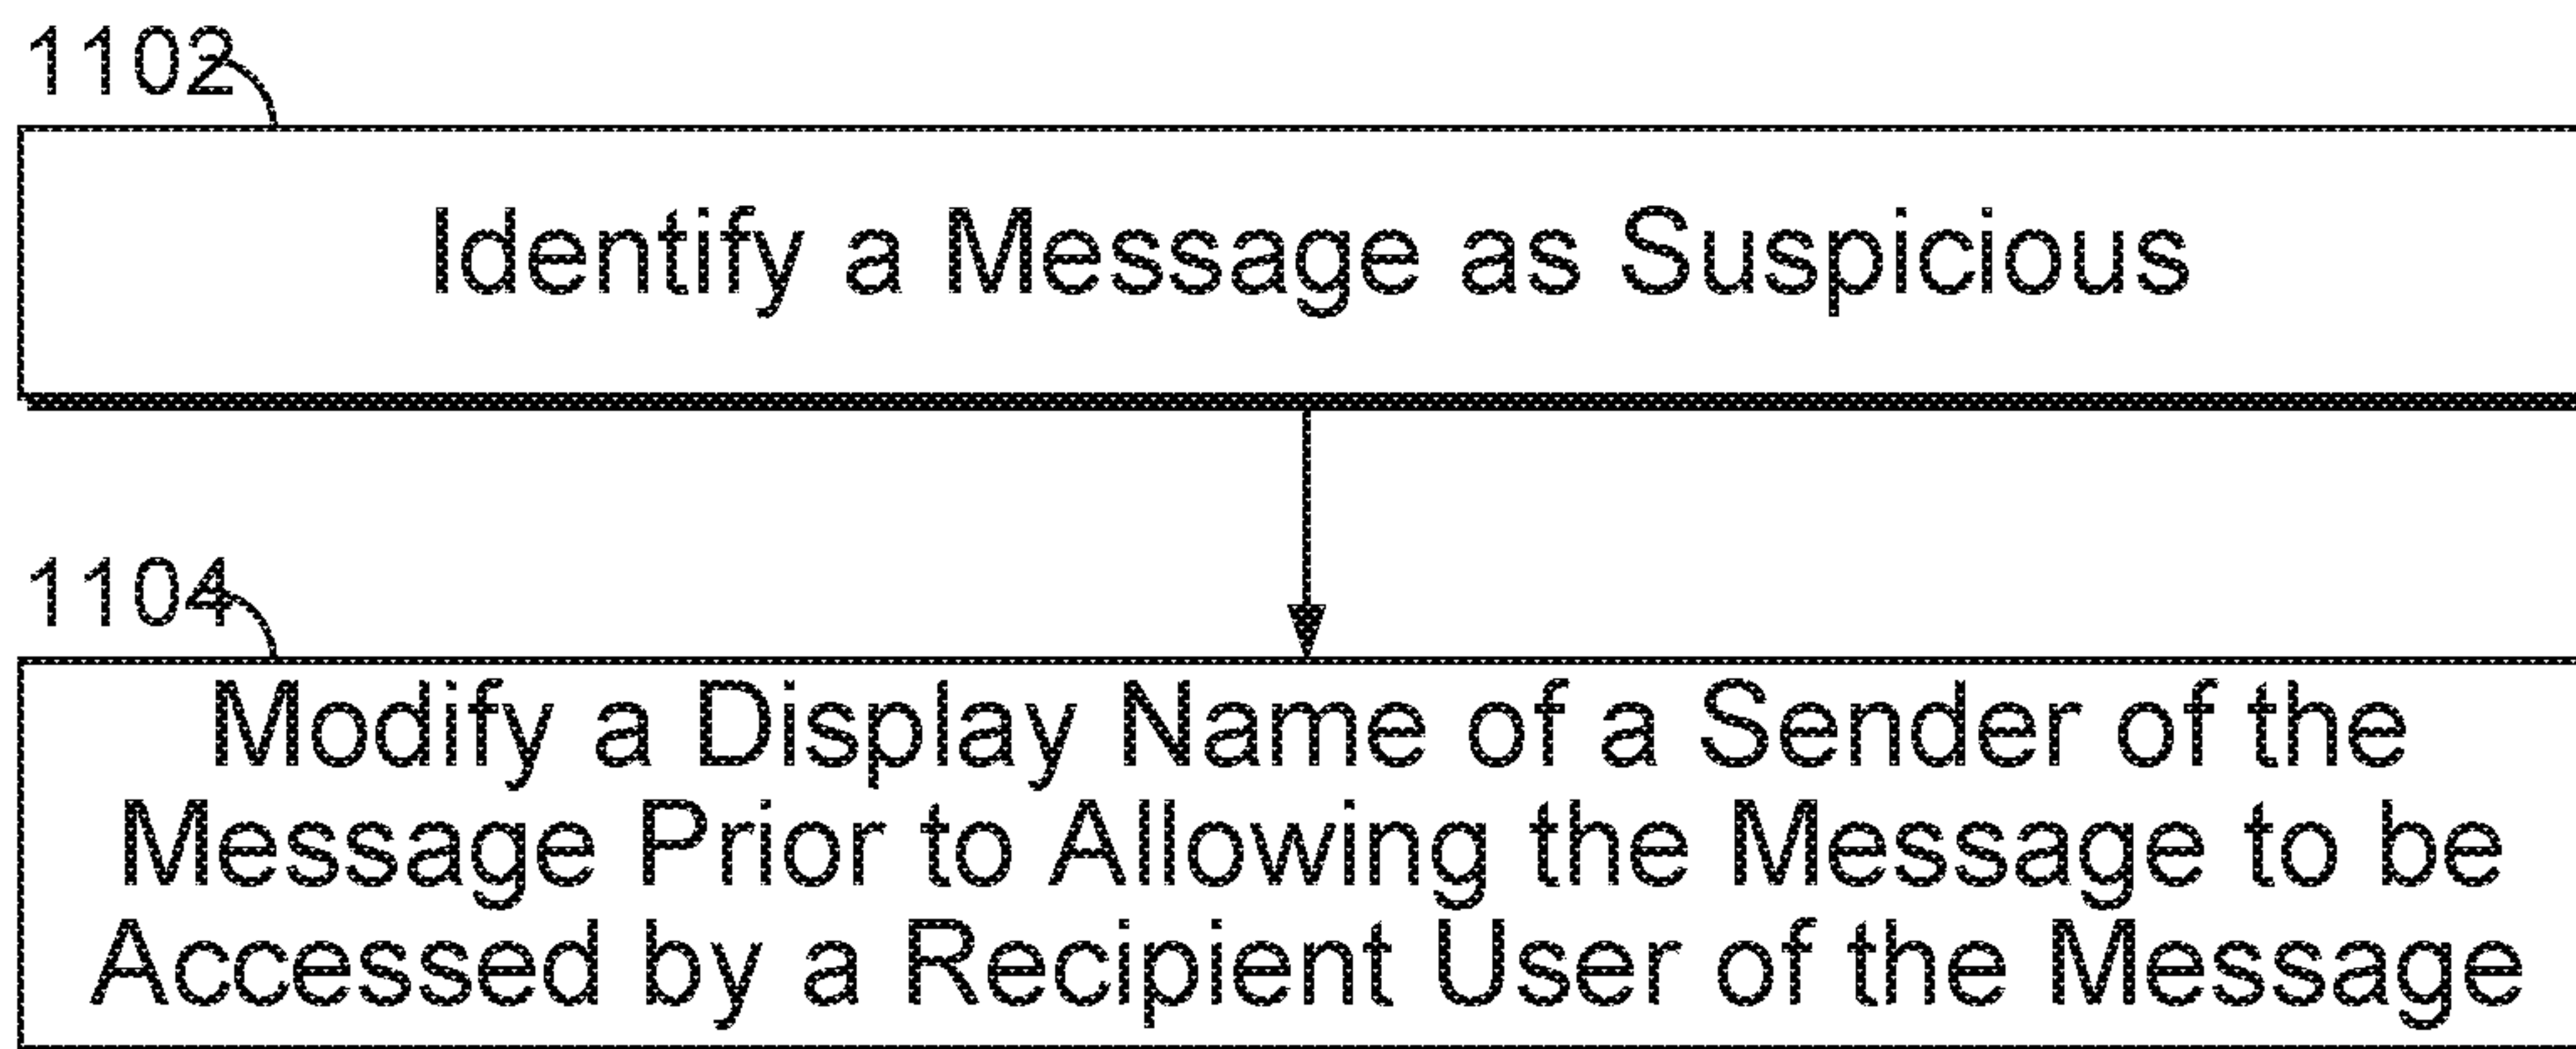 1102
Identify a Message as Suspicious
1104
Modify a Display Name of a Sender of the
Message Prior to Allowing the Message to be
Accessed by a Recipient User of the Message